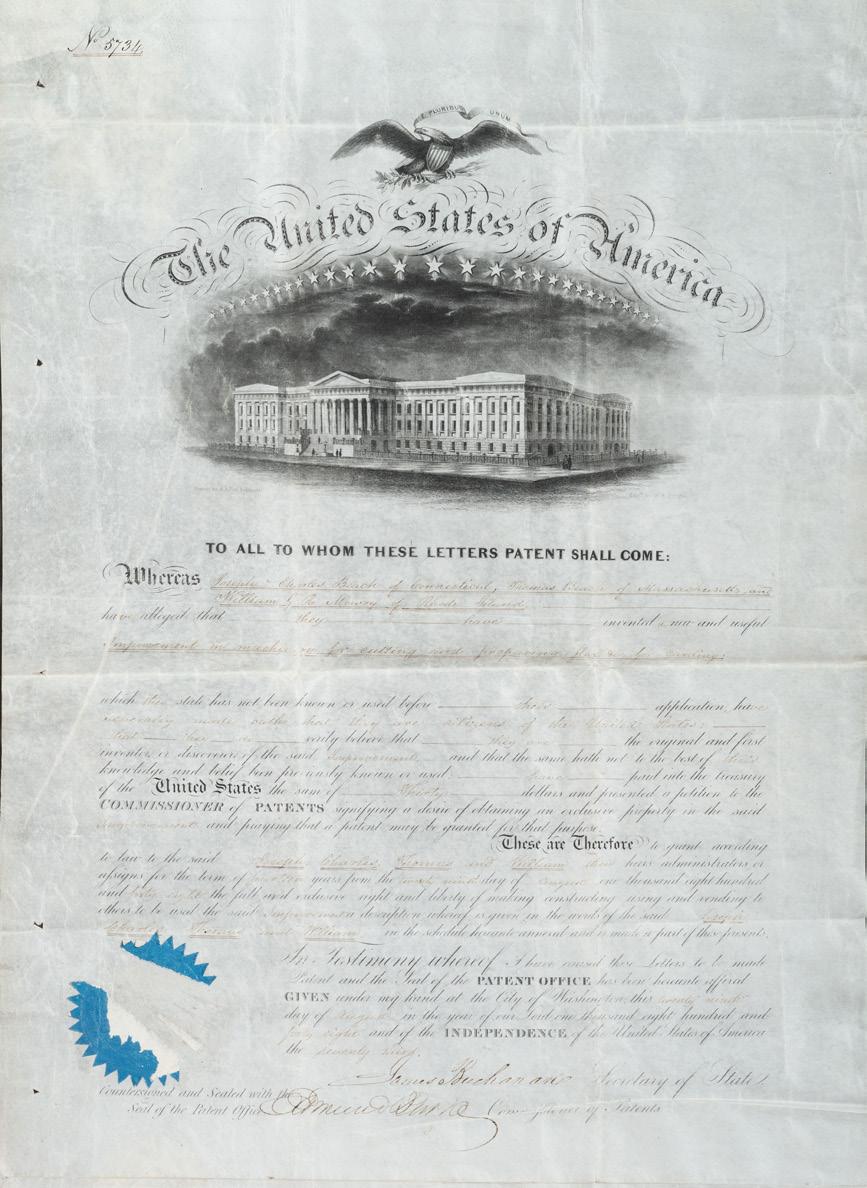 No 5734
E PLURIBUS UNUM
The United States of America
TO ALL TO WHOM THESE LETTERS PATENT SHALL COME:
Whereas Joseph & Charles Beach of Connecticut, Thomas of Massachusetts, and
William of Rhode Island
have alleged that they have invented a new and useful
Improvement in machinery for cutting and preparing flax &c for carding:
which they state has not been known or used before their application, have
made oath that they are citizens of the United States:
that they do verily believe that they are the original and first
inventor, or discoverer of the said Improvement and that the same hath not to the best of their
knowledge and belief been previously known or used: have paid into the treasury
of the United States the sum of Thirty dollars and presented a petition to the
COMMISSIONER of PATENTS signifying a desire of obtaining an exclusive property in the said
improvement and praying that a patent may be granted for that purpose.
These are Therefore to grant according
to law to the said Joseph, Charles, Thomas and William their heirs administrators or
assigns for the term of fourteen years from the twenty ninth day of August one thousand eight hundred
and forty eight the full and exclusive right and liberty of making constructing using and vending to
others to be used the said improvement a description whereof is given in the words of the said Joseph
Charles Thomas and William in the schedule hereunto annexed and is made a part of these presents.
In Testimony whereof I have caused these Letters to be made
Patent and the Seal of the PATENT OFFICE has been hereunto affixed
GIVEN under my hand at the City of Washington this twenty ninth
day of August in the year of our Lord one thousand eight hundred and
forty eight and of the INDEPENDENCE of the United States of America
the seventy third.
James Buchanan Secretary of State
Countersigned and Sealed with the
Seal of the Patent Office Edmund Burke Commissioner of Patents